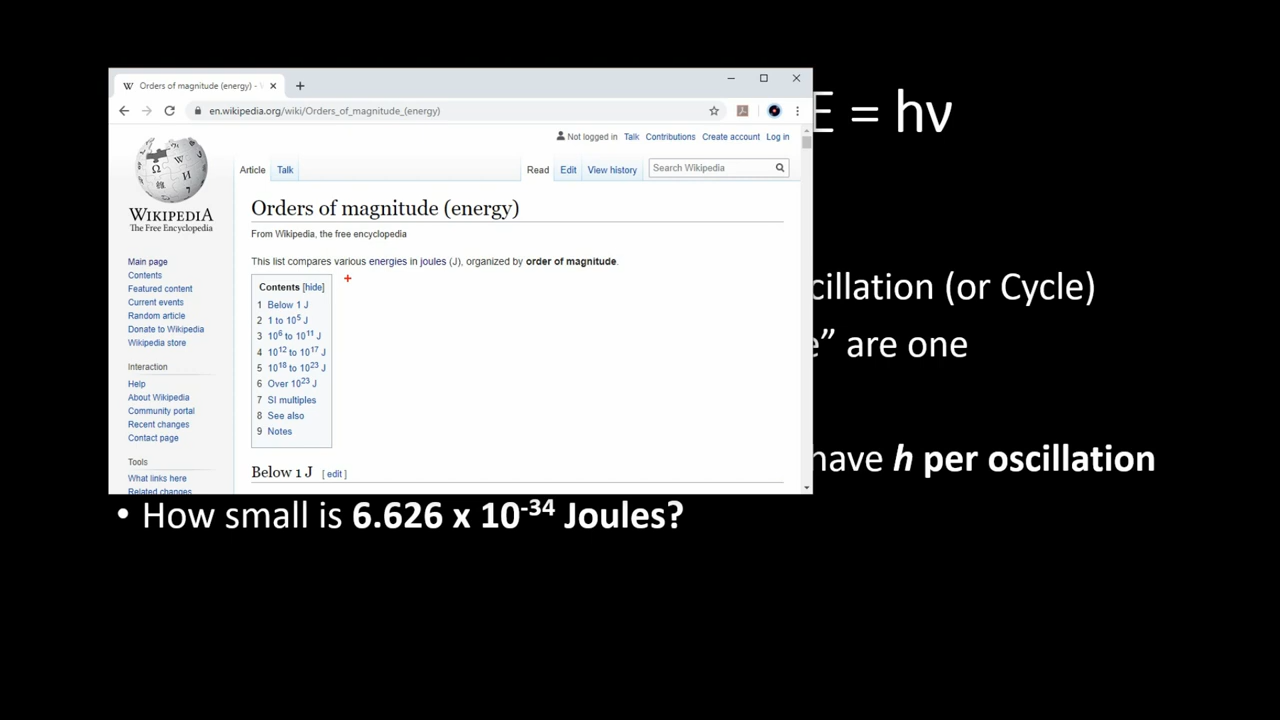 Orders of magnitude (energy) -
en.wikipedia.org/wiki/Orders_of_magnitude_(energy)
E = hν
Not logged in Talk Contributions Create account Log in
Article Talk Read Edit View history Search Wikipedia
WIKIPEDIA
The Free Encyclopedia
Orders of magnitude (energy)
From Wikipedia, the free encyclopedia
This list compares various energies in joules (J), organized by order of magnitude.
Main page
Contents
Featured content
Current events
Random article
Donate to Wikipedia
Wikipedia store
Interaction
Help
About Wikipedia
Community portal
Recent changes
Contact page
Tools
What links here
Related changes
Contents [hide]
1 Below 1 J
2 1 to 10⁵ J
3 10⁶ to 10¹¹ J
4 10¹² to 10¹⁷ J
5 10¹⁸ to 10²³ J
6 Over 10²³ J
7 SI multiples
8 See also
9 Notes
Below 1 J [ edit ]
cillation (or Cycle)
e” are one
have h per oscillation
• How small is 6.626 x 10⁻³⁴ Joules?